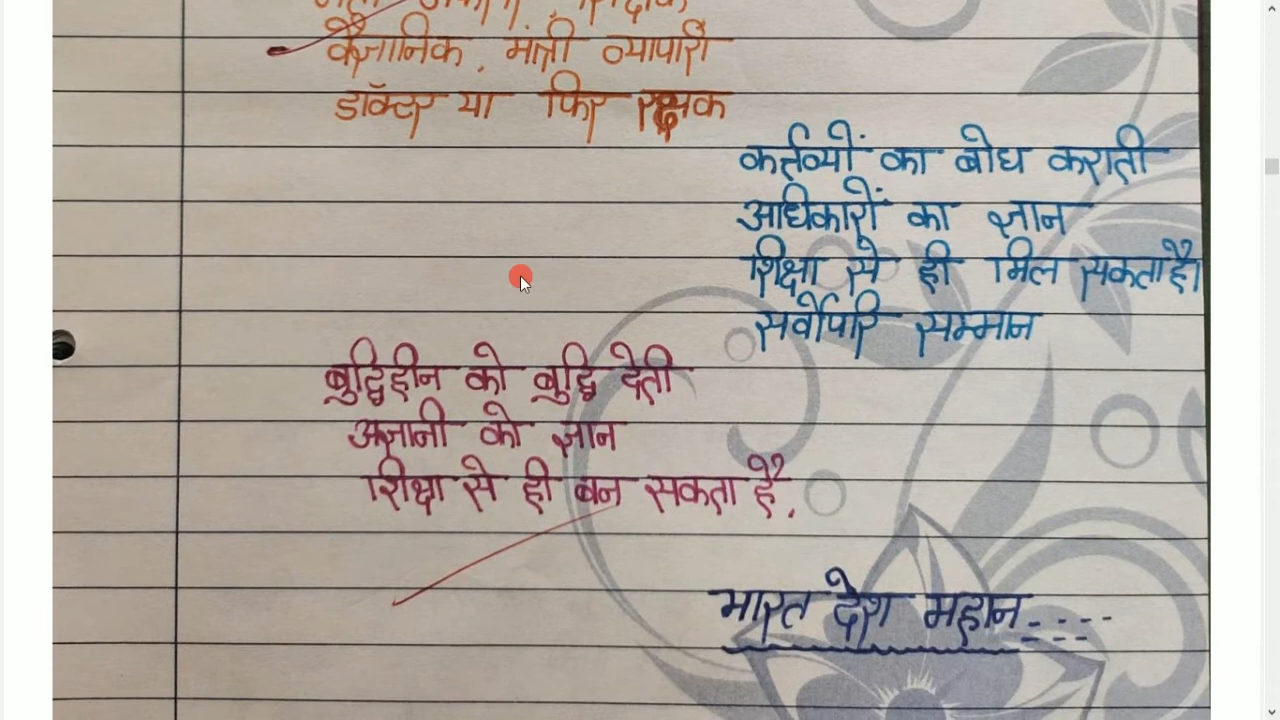 वैज्ञानिक, मंत्री व्यापारी
डॉक्टर या फिर रक्षक
कर्तव्यों का बोध कराती
अधिकारों का ज्ञान
शिक्षा से ही मिल सकता है।
सर्वोपरि सम्मान
बुद्धिहीन को बुद्धि देती
अज्ञानी को ज्ञान
शिक्षा से ही बन सकता है,
भारत देश महान